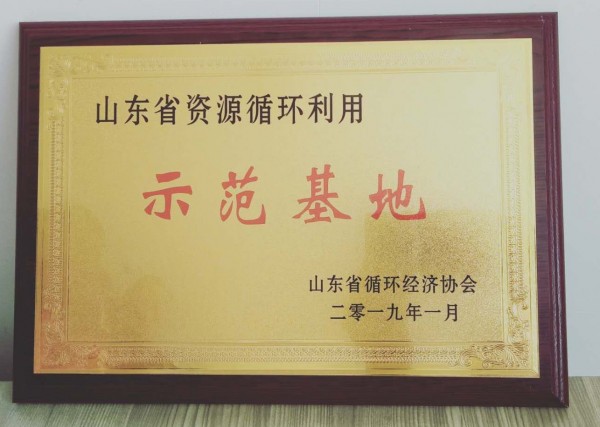 山东省资源循环利用
示范基地
山东省循环经济协会
二零一九年一月